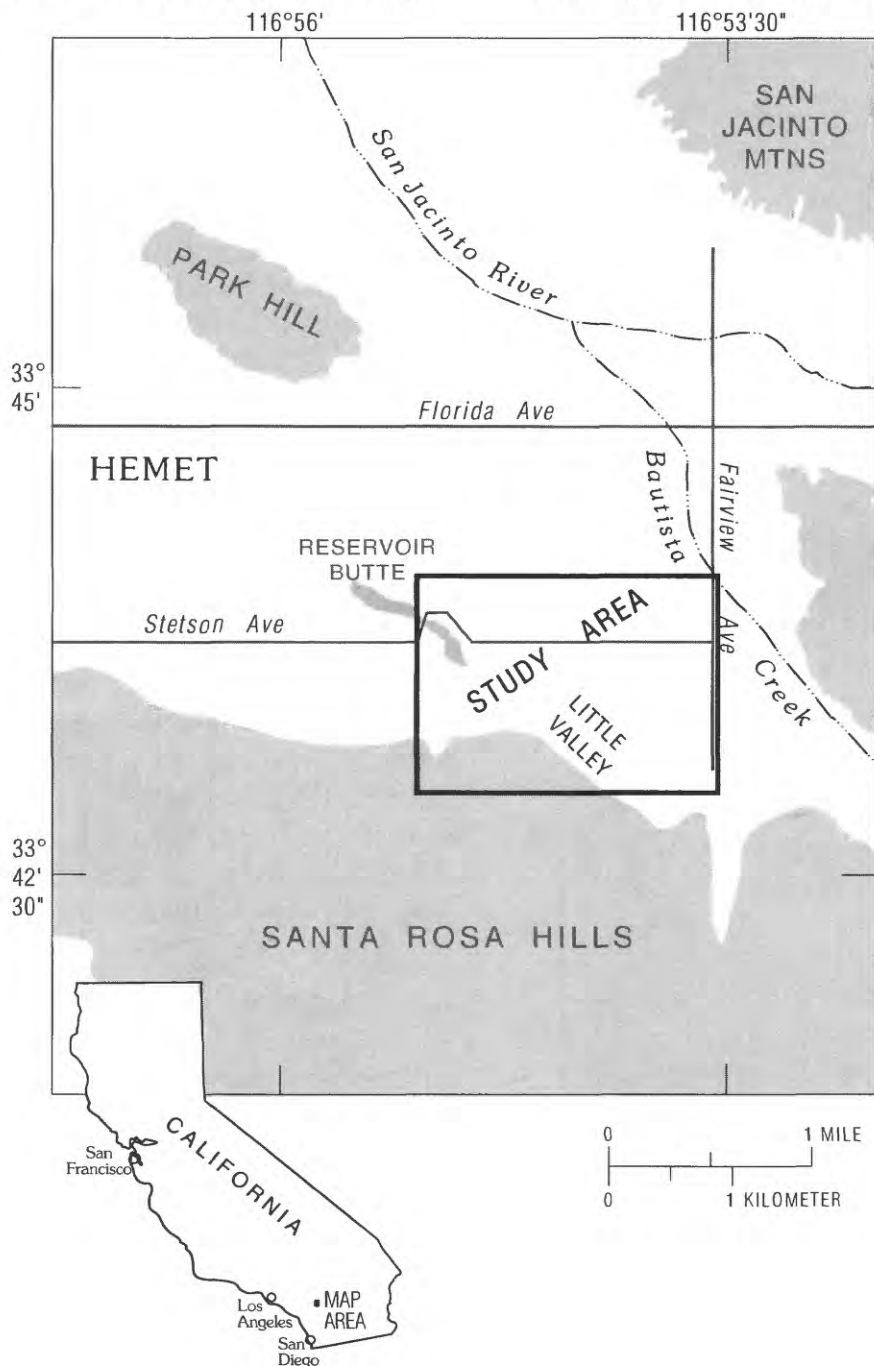 116°56'
116°53'30"
SAN
JACINTO
MTNS
San Jacinto River
PARK HILL
33°
45'
Florida Ave
HEMET
Bautista
Fairview
RESERVOIR
BUTTE
Stetson Ave
STUDY AREA
Ave
Creek
LITTLE
VALLEY
33°
42'
30"
SANTA ROSA HILLS
CALIFORNIA
San
Francisco
Los
Angeles
San
Diego
MAP
AREA
0 1 MILE
0 1 KILOMETER